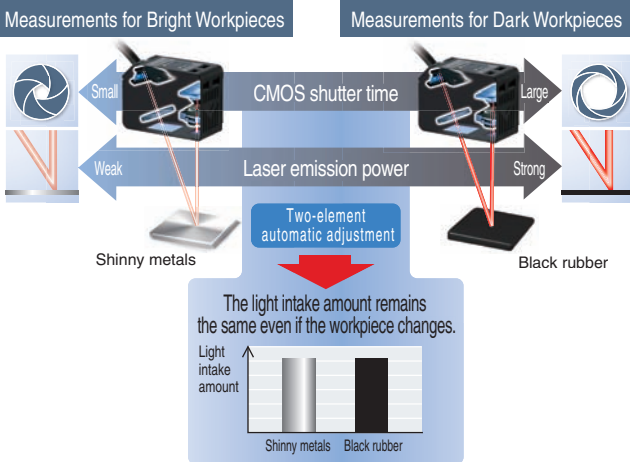 Measurements for Bright Workpieces
Measurements for Dark Workpieces
Small
CMOS shutter time
Large
Weak
Laser emission power
Strong
Two-element
automatic adjustment
Shinny metals
Black rubber
The light intake amount remains
the same even if the workpiece changes.
Light
intake
amount
Shinny metals
Black rubber